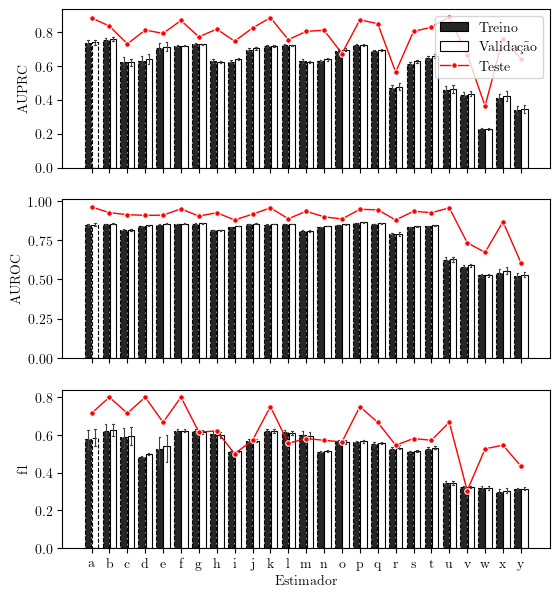 AUPRC
0.8
0.6
0.4
0.2
0.0
Treino
Validação
Teste
AUROC
1.00
0.75
0.50
0.25
0.00
f1
0.8
0.6
0.4
0.2
0.0
a b c d e f g h i j k l m n o p q r s t u v w x y
Estimador